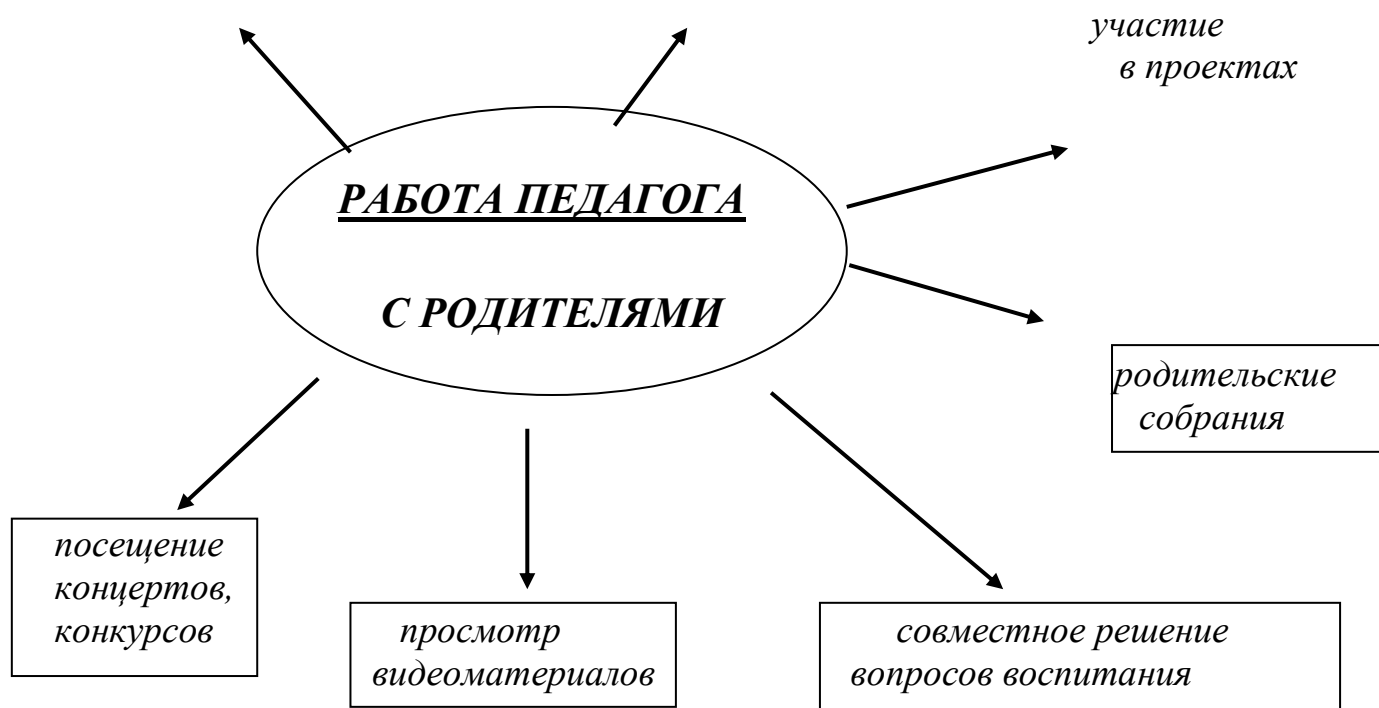 участие
в проектах
РАБОТА ПЕДАГОГА
С РОДИТЕЛЯМИ
родительские
собрания
посещение
концертов,
конкурсов
просмотр
видеоматериалов
совместное решение
вопросов воспитания